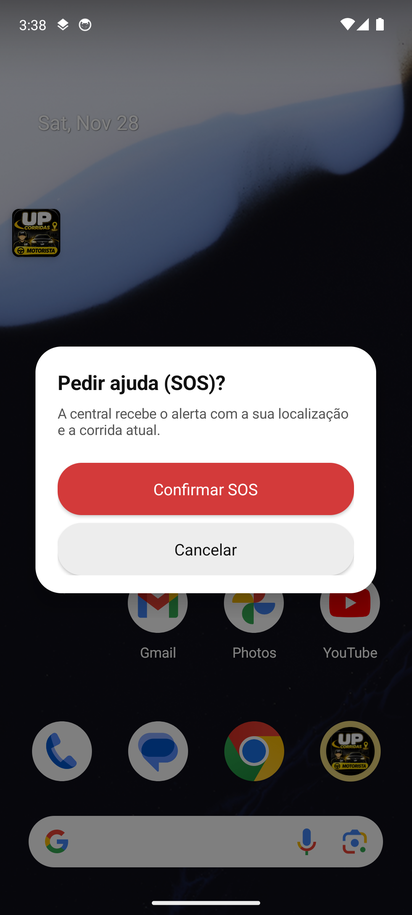 3:38
Sat, Nov 28
UP
CORRIDAS
MOTORISTA
Pedir ajuda (SOS)?
A central recebe o alerta com a sua localização
e a corrida atual.
Confirmar SOS
Cancelar
Gmail
Photos
YouTube
UP
CORRIDAS
MOTORISTA